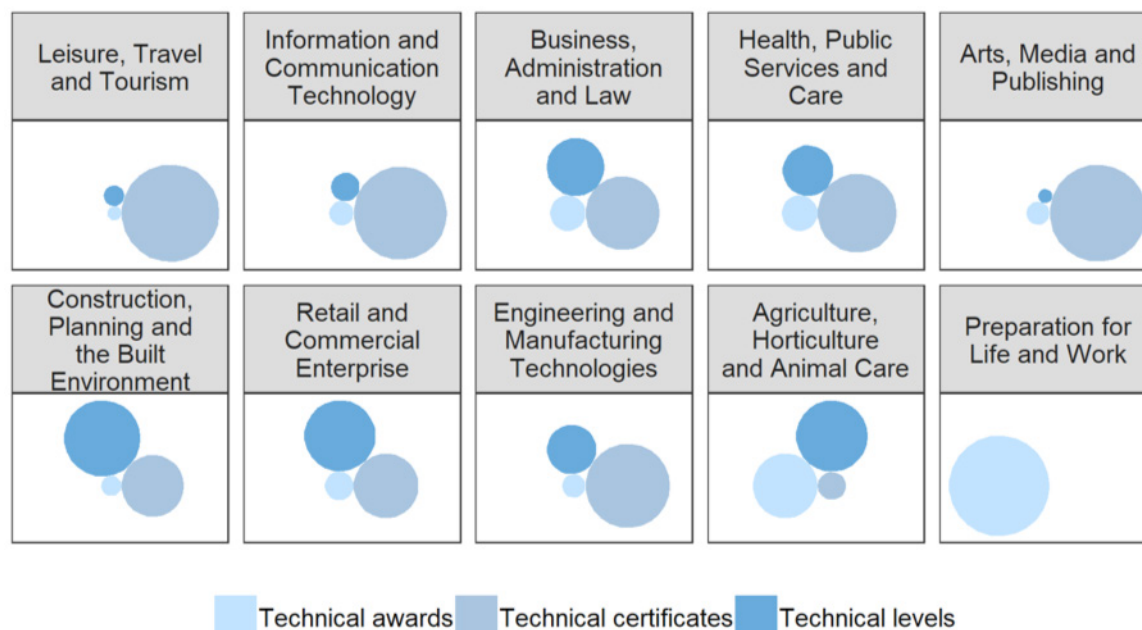 Leisure, Travel
and Tourism
Information and
Communication
Technology
Business,
Administration
and Law
Health, Public
Services and
Care
Arts, Media and
Publishing
Construction,
Planning and
the Built
Environment
Retail and
Commercial
Enterprise
Engineering and
Manufacturing
Technologies
Agriculture,
Horticulture
and Animal Care
Preparation for
Life and Work
Technical awards Technical certificates Technical levels